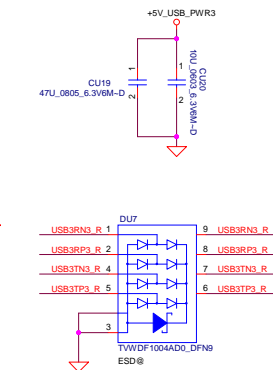 +5V_USB_PWR3
1
1
CU19
47U_0805_6.3V6M~D
CU20
10U_0603_6.3V6M~D
2
2
DU7
USB3RN3_R 1 9 USB3RN3_R
USB3RP3_R 2 8 USB3RP3_R
USB3TN3_R 4 7 USB3TN3_R
USB3TP3_R 5 6 USB3TP3_R
3
TVWDF1004AD0_DFN9
ESD@